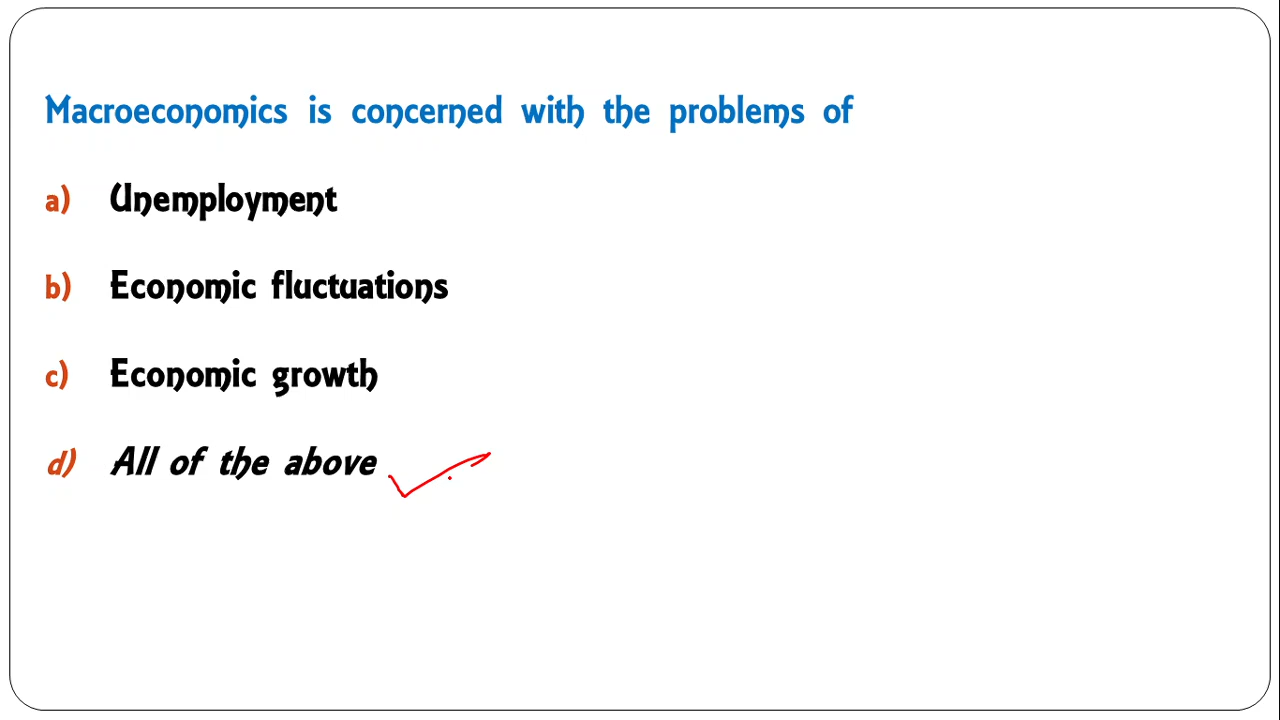 Macroeconomics is concerned with the problems of
a) Unemployment
b) Economic fluctuations
c) Economic growth
d) All of the above